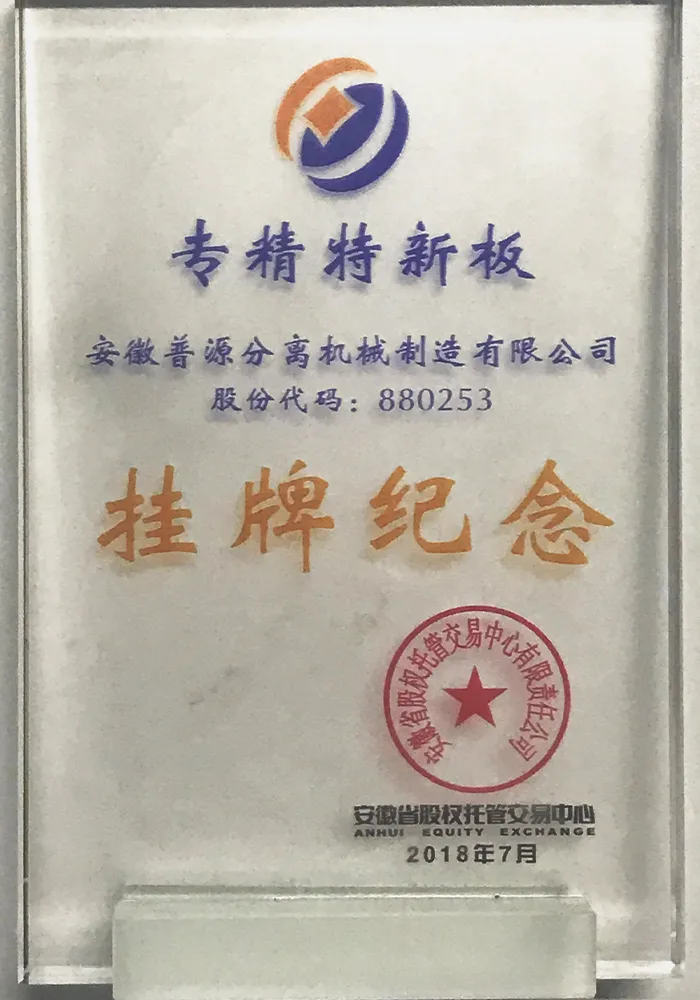 专精特新板
安徽普源分离机械制造有限公司
股份代码：880253
挂牌纪念
安徽省股权托管交易中心有限责任公司
安徽省股权托管交易中心
ANHUI EQUITY EXCHANGE
2018年7月